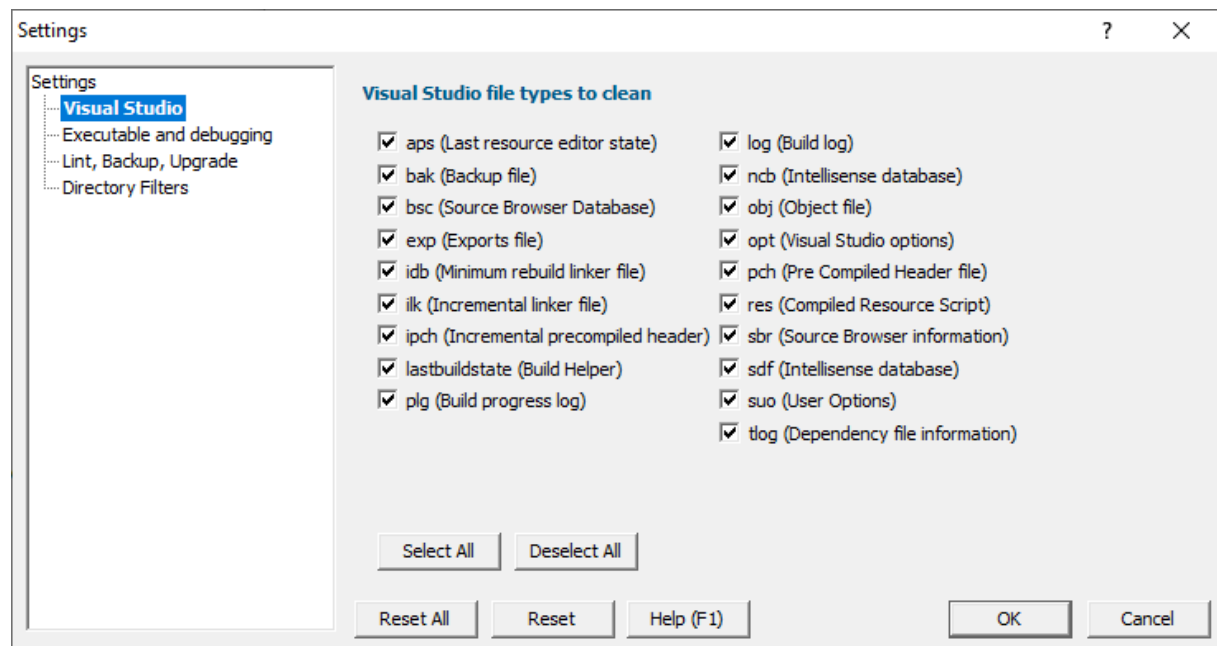 Settings
?
Settings
Visual Studio
Executable and debugging
Lint, Backup, Upgrade
Directory Filters
Visual Studio file types to clean
aps (Last resource editor state)
bak (Backup file)
bsc (Source Browser Database)
exp (Exports file)
idb (Minimum rebuild linker file)
ilk (Incremental linker file)
ipch (Incremental precompiled header)
lastbuildstate (Build Helper)
plg (Build progress log)
log (Build log)
ncb (Intellisense database)
obj (Object file)
opt (Visual Studio options)
pch (Pre Compiled Header file)
res (Compiled Resource Script)
sbr (Source Browser information)
sdf (Intellisense database)
suo (User Options)
tlog (Dependency file information)
Select All
Deselect All
Reset All
Reset
Help (F1)
OK
Cancel